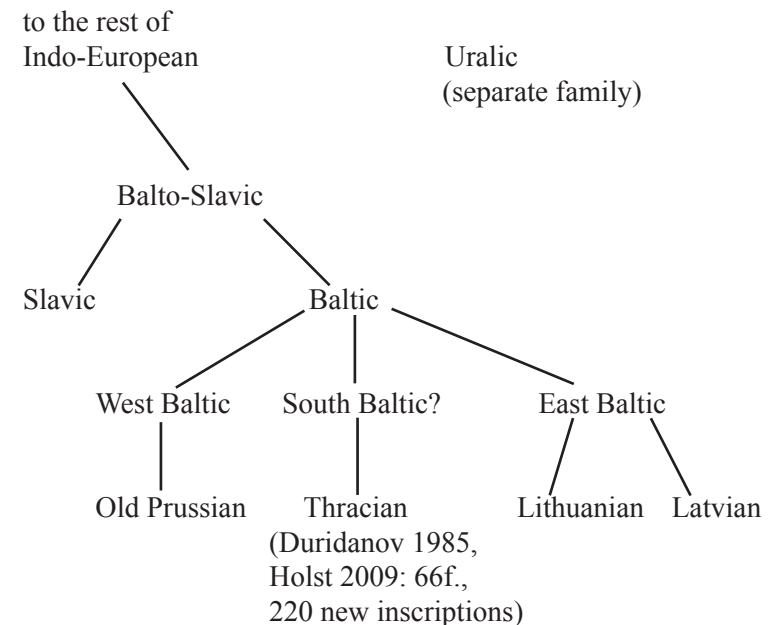 to the rest of
Indo-European
Uralic
(separate family)
Balto-Slavic
Slavic
Baltic
West Baltic
South Baltic?
East Baltic
Old Prussian
Thracian
(Duridanov 1985,
Holst 2009: 66f.,
220 new inscriptions)
Lithuanian
Latvian